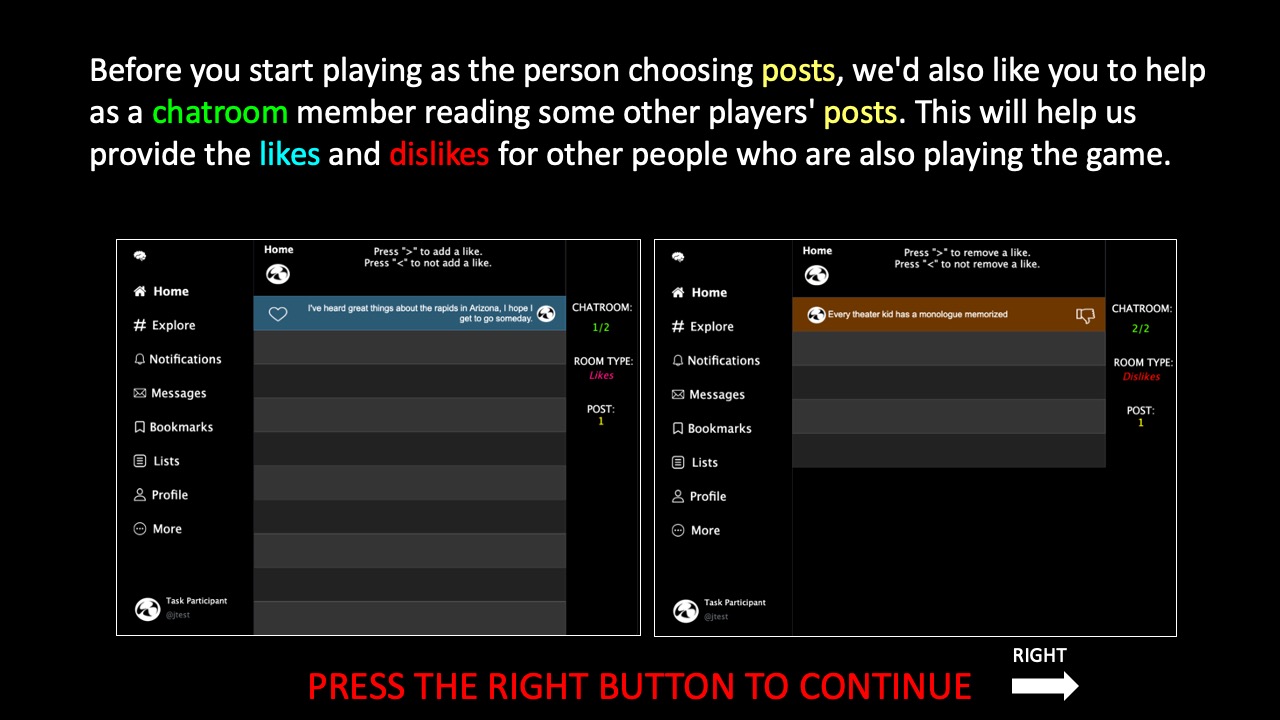 Before you start playing as the person choosing posts, we'd also like you to help
as a chatroom member reading some other players' posts. This will help us
provide the likes and dislikes for other people who are also playing the game.
Home
Press ">" to add a like.
Press "<" to not add a like.
Home
# Explore
Notifications
Messages
Bookmarks
Lists
Profile
More
Task Participant
@jtest
I've heard great things about the rapids in Arizona, I hope I
get to go someday.
CHATROOM:
1/2
ROOM TYPE:
Likes
POST:
1
Home
Press ">" to remove a like.
Press "<" to not remove a like.
Home
# Explore
Notifications
Messages
Bookmarks
Lists
Profile
More
Task Participant
@jtest
Every theater kid has a monologue memorized
CHATROOM:
2/2
ROOM TYPE:
Dislikes
POST:
1
RIGHT
PRESS THE RIGHT BUTTON TO CONTINUE